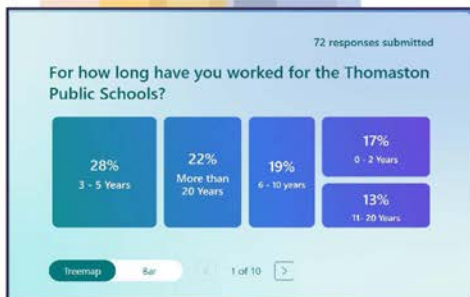 72 responses submitted
For how long have you worked for the Thomaston
Public Schools?
28%
3 - 5 Years
22%
More than
20 Years
19%
6 - 10 years
17%
0 - 2 Years
13%
11- 20 Years
Treemap
Bar
1 of 10